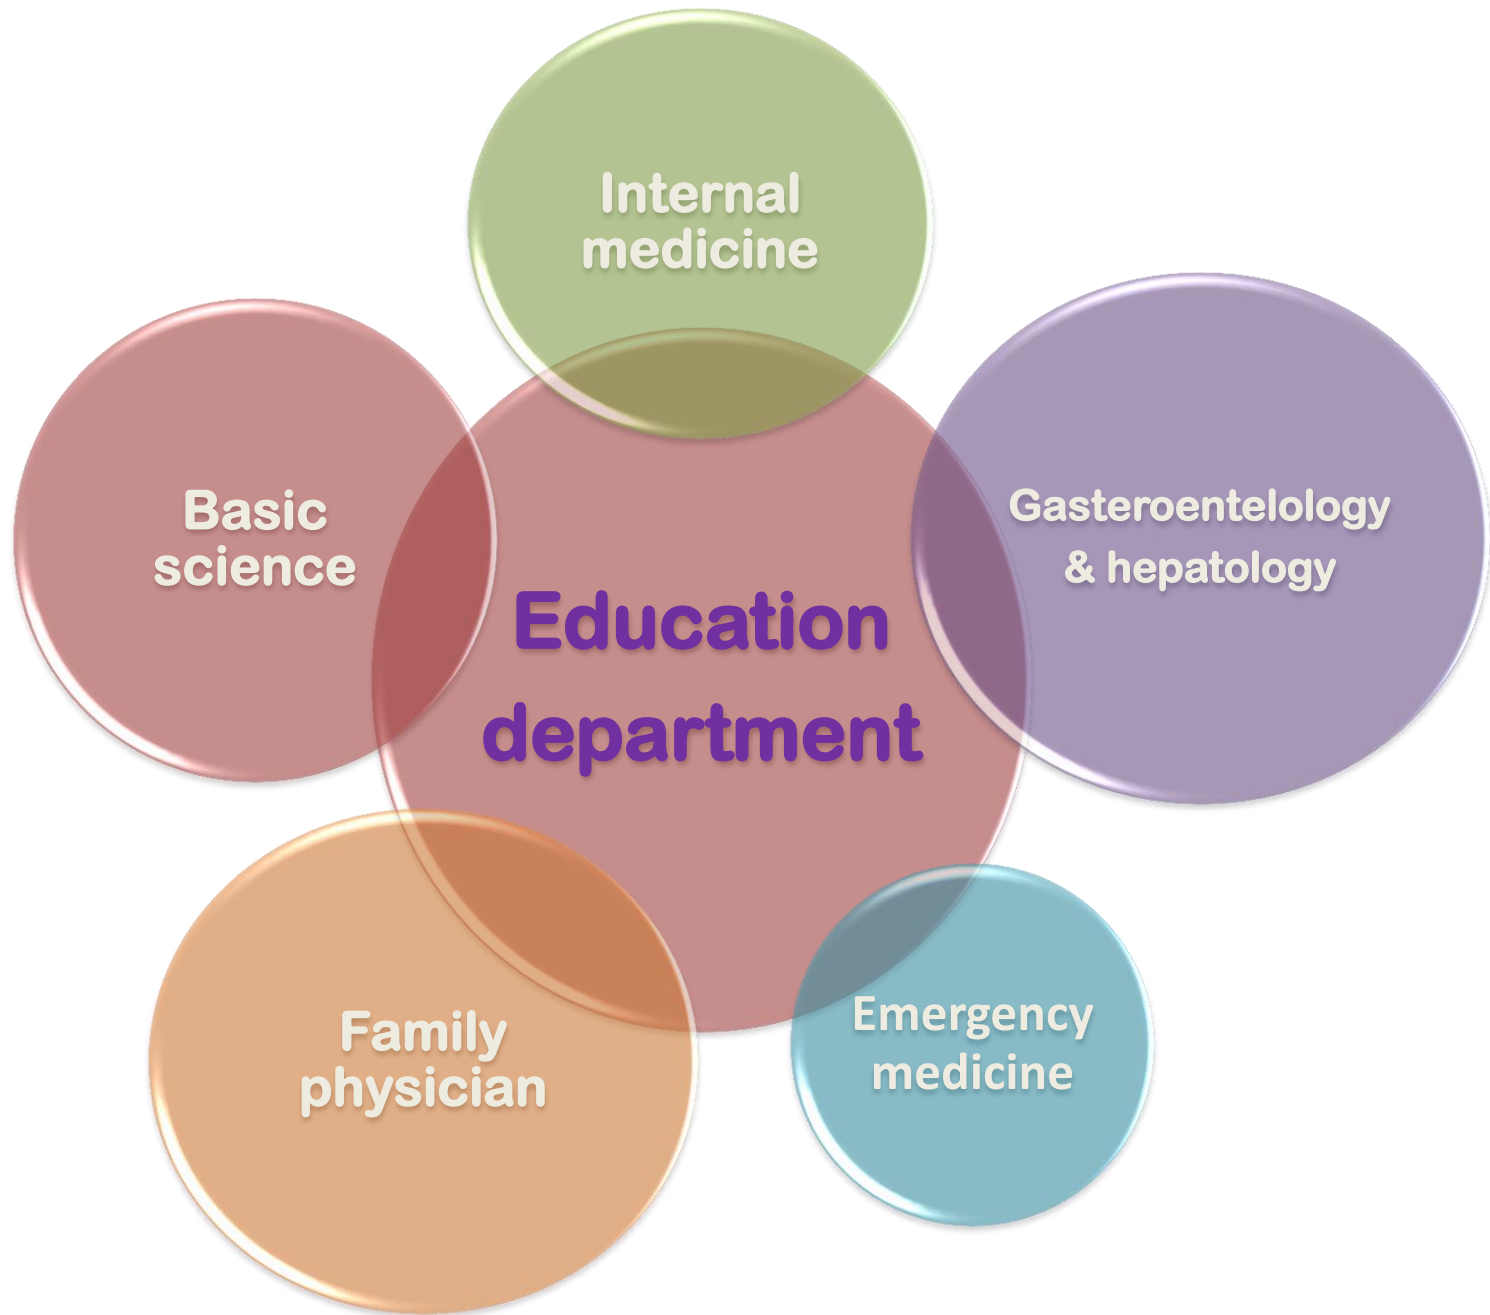 Internal
medicine
Basic
science
Gasteroentelology
& hepatology
Education
department
Family
physician
Emergency
medicine